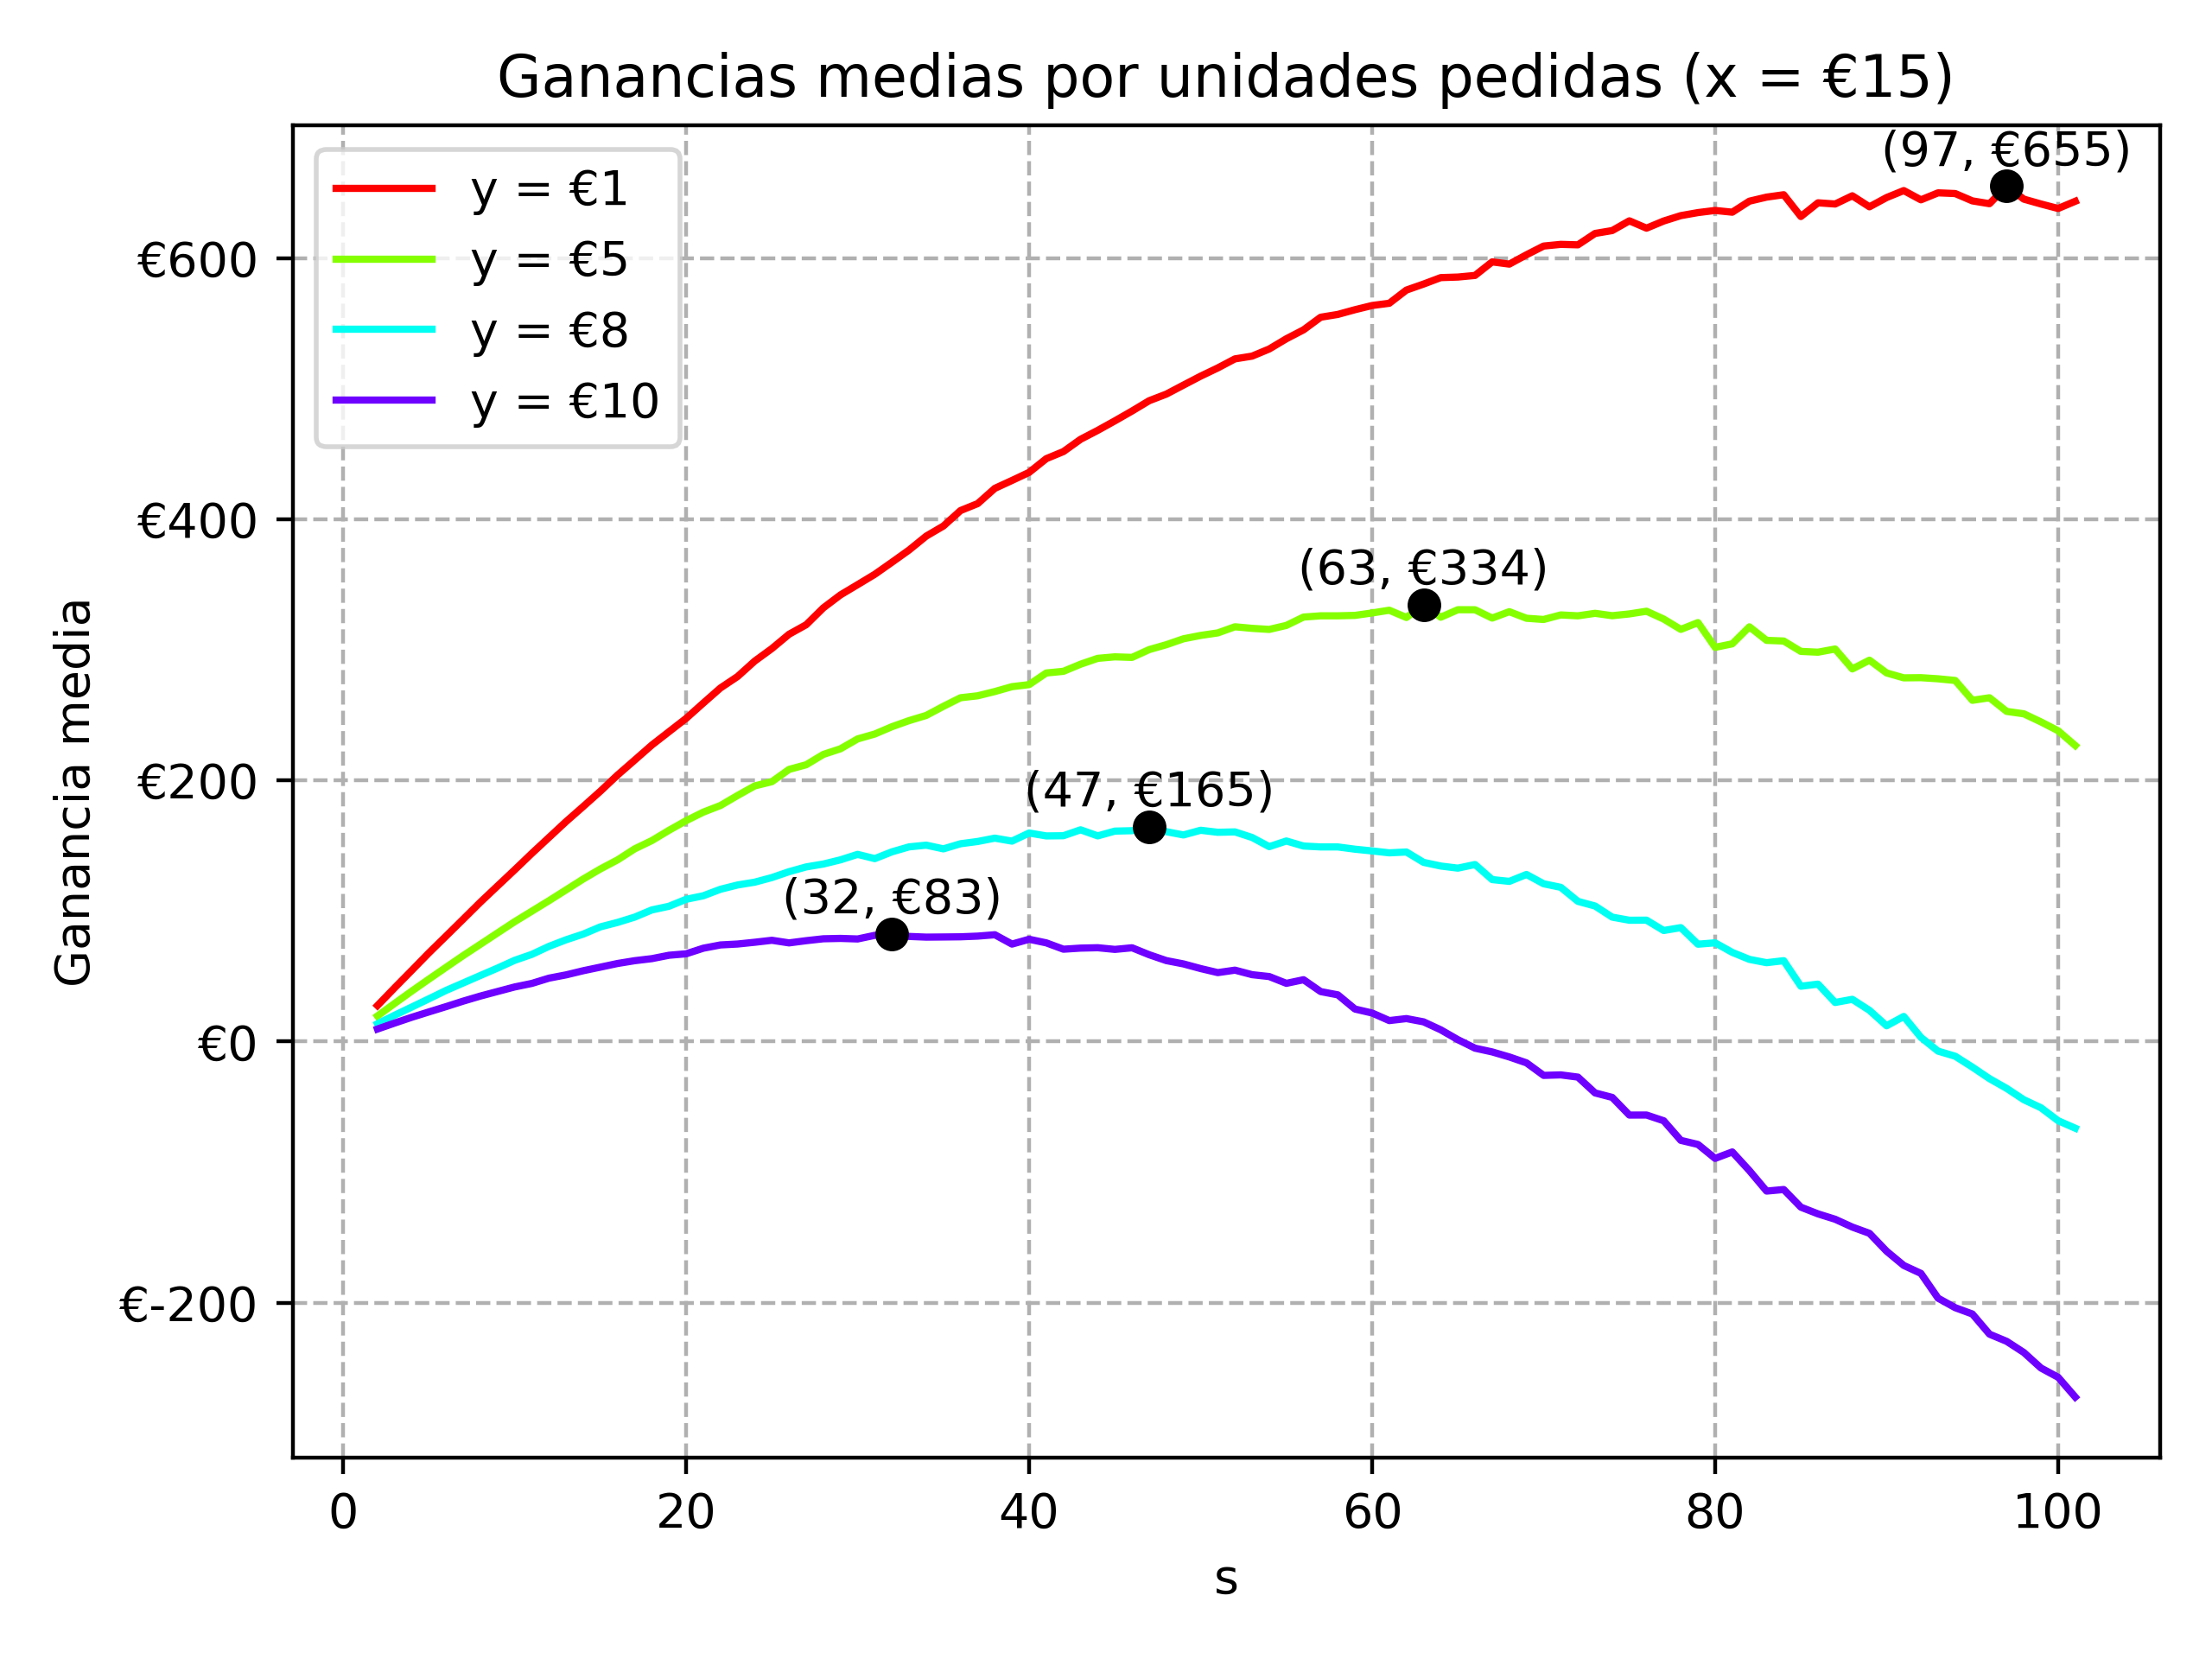 Ganancias medias por unidades pedidas (x = €15)
(97, €655)
y = €1
y = €5
y = €8
y = €10
€600
€400
€200
€0
€-200
(63, €334)
(47, €165)
(32, €83)
Ganancia media
0 20 40 60 80 100
s